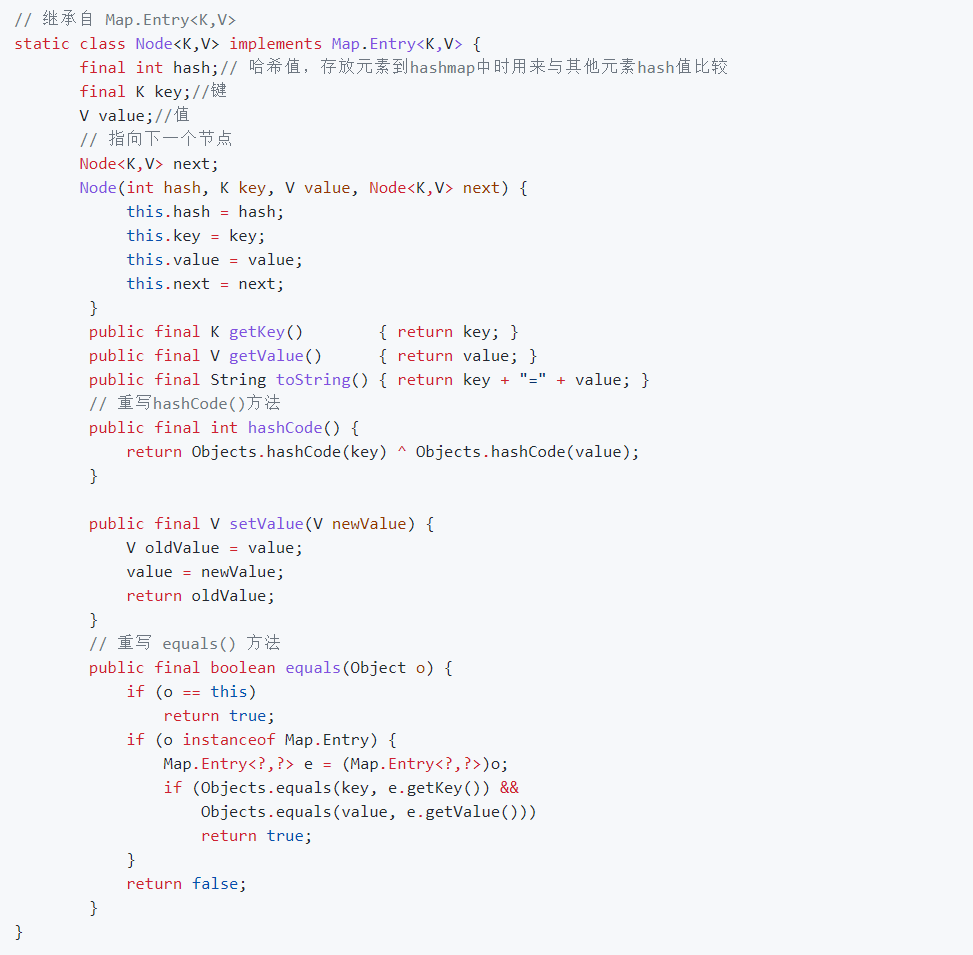 // 继承自 Map.Entry<K,V>
static class Node<K,V> implements Map.Entry<K,V> {
       final int hash;// 哈希值，存放元素到hashmap中时用来与其他元素hash值比较
       final K key;//键
       V value;//值
       // 指向下一个节点
       Node<K,V> next;
       Node(int hash, K key, V value, Node<K,V> next) {
            this.hash = hash;
            this.key = key;
            this.value = value;
            this.next = next;
        }
        public final K getKey()        { return key; }
        public final V getValue()      { return value; }
        public final String toString() { return key + "=" + value; }
        // 重写hashCode()方法
        public final int hashCode() {
            return Objects.hashCode(key) ^ Objects.hashCode(value);
        }

        public final V setValue(V newValue) {
            V oldValue = value;
            value = newValue;
            return oldValue;
        }
        // 重写 equals() 方法
        public final boolean equals(Object o) {
            if (o == this)
                return true;
            if (o instanceof Map.Entry) {
                Map.Entry<?,?> e = (Map.Entry<?,?>)o;
                if (Objects.equals(key, e.getKey()) &&
                    Objects.equals(value, e.getValue()))
                    return true;
            }
            return false;
        }
}